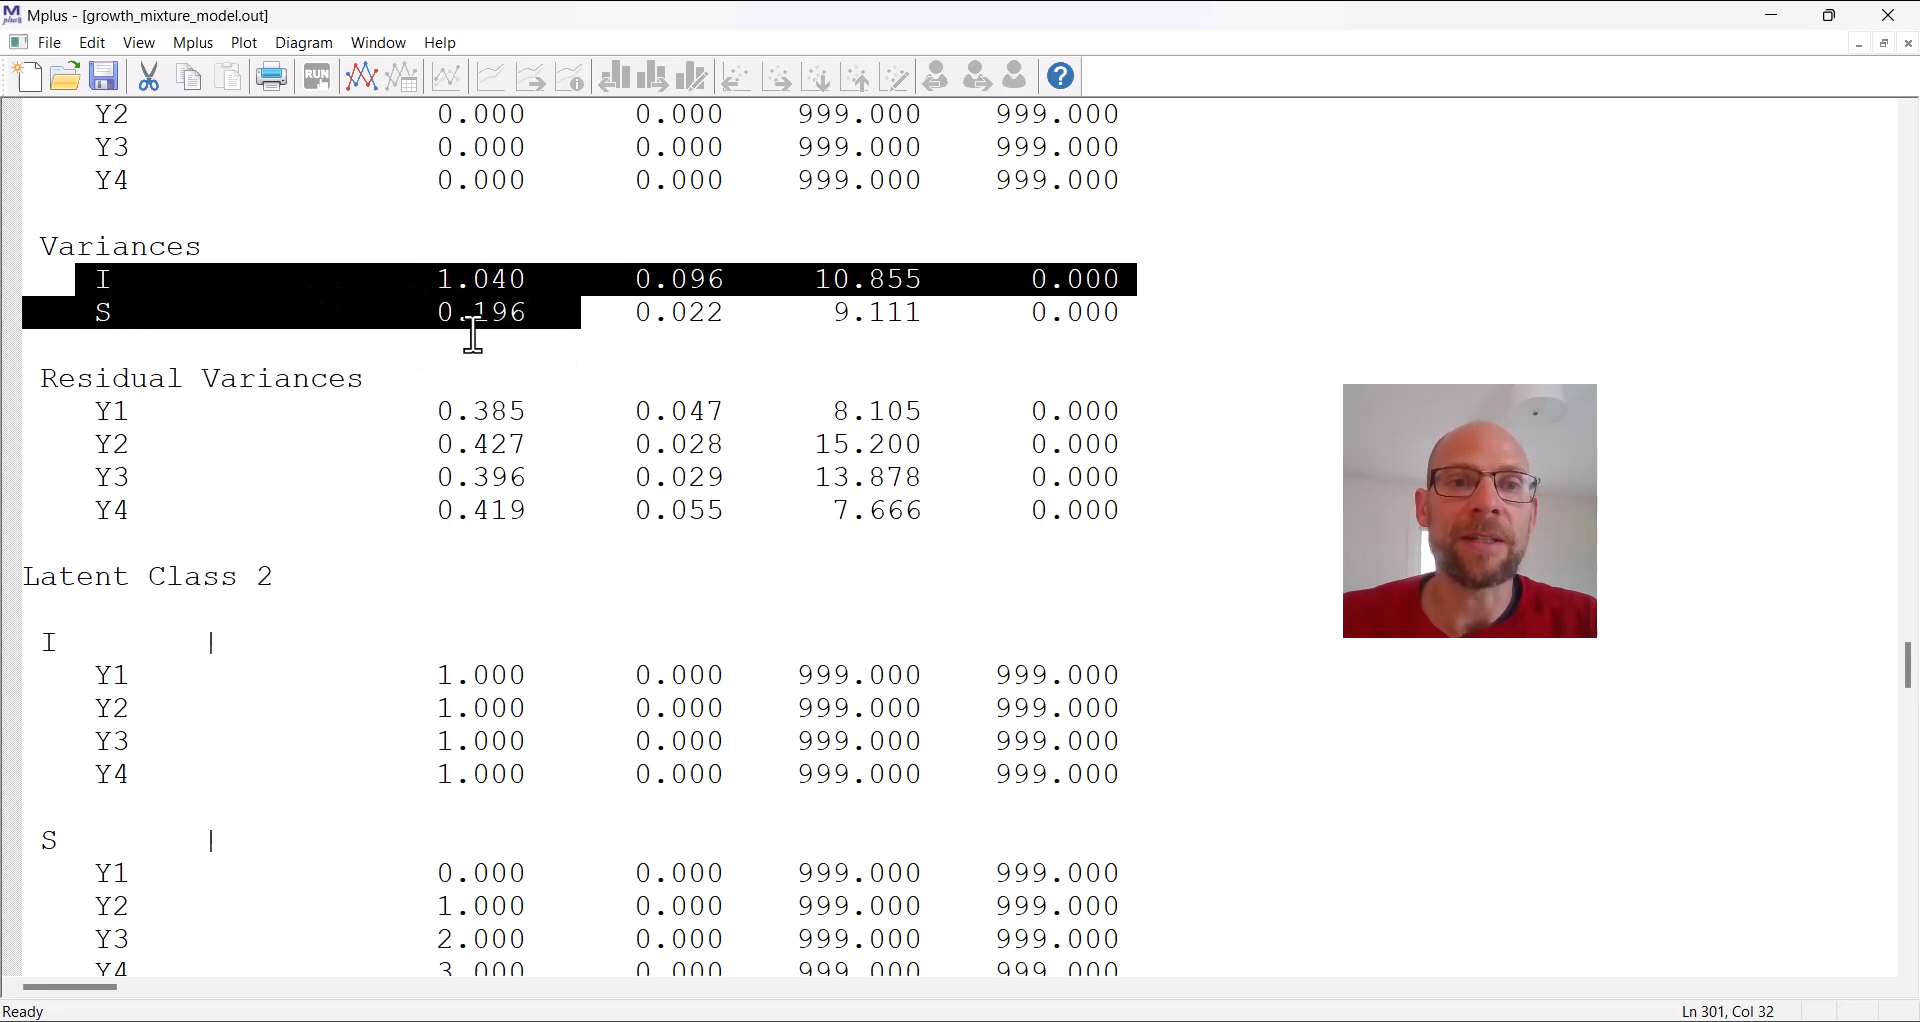 Mplus - [growth_mixture_model.out]
File Edit View Mplus Plot Diagram Window Help
RUN
Y2 0.000 0.000 999.000 999.000
Y3 0.000 0.000 999.000 999.000
Y4 0.000 0.000 999.000 999.000
Variances
I 1.040 0.096 10.855 0.000
S 0.196 0.022 9.111 0.000
Residual Variances
Y1 0.385 0.047 8.105 0.000
Y2 0.427 0.028 15.200 0.000
Y3 0.396 0.029 13.878 0.000
Y4 0.419 0.055 7.666 0.000
Latent Class 2
I |
Y1 1.000 0.000 999.000 999.000
Y2 1.000 0.000 999.000 999.000
Y3 1.000 0.000 999.000 999.000
Y4 1.000 0.000 999.000 999.000
S |
Y1 0.000 0.000 999.000 999.000
Y2 1.000 0.000 999.000 999.000
Y3 2.000 0.000 999.000 999.000
Y4 3.000 0.000 999.000 999.000
Ready Ln 301, Col 32